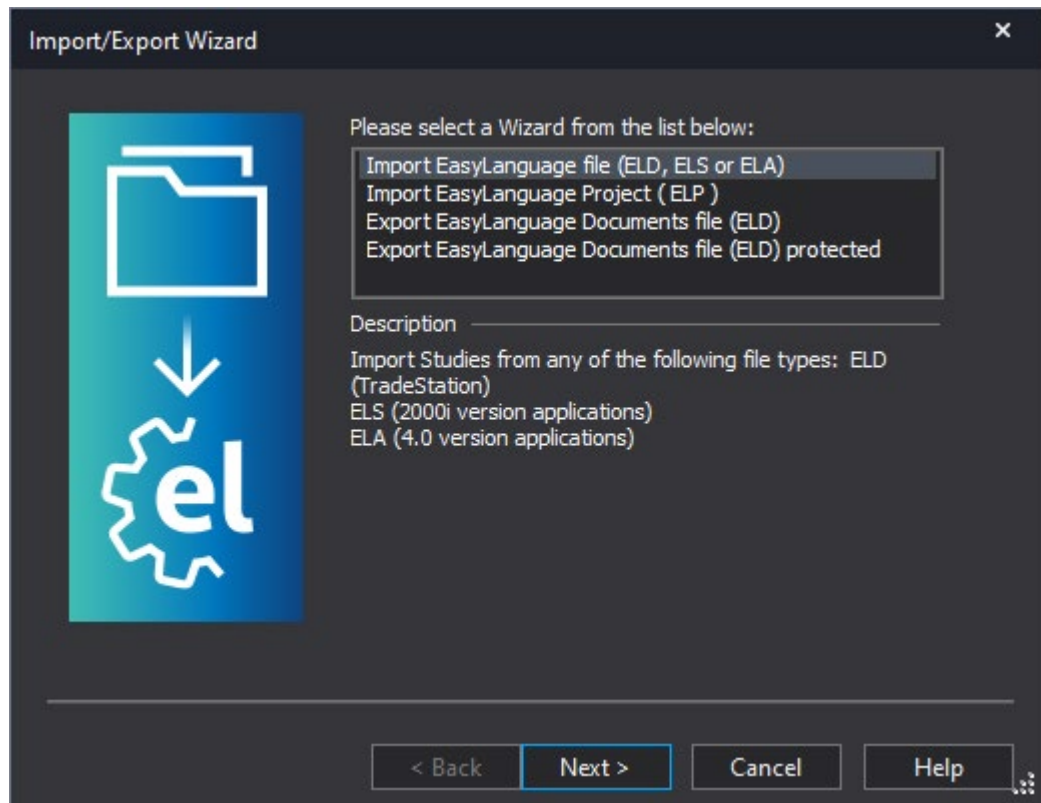 Import/Export Wizard
Please select a Wizard from the list below:
Import EasyLanguage file (ELD, ELS or ELA)
Import EasyLanguage Project ( ELP )
Export EasyLanguage Documents file (ELD)
Export EasyLanguage Documents file (ELD) protected
Description
Import Studies from any of the following file types: ELD
(TradeStation)
ELS (2000i version applications)
ELA (4.0 version applications)
el
< Back Next > Cancel Help